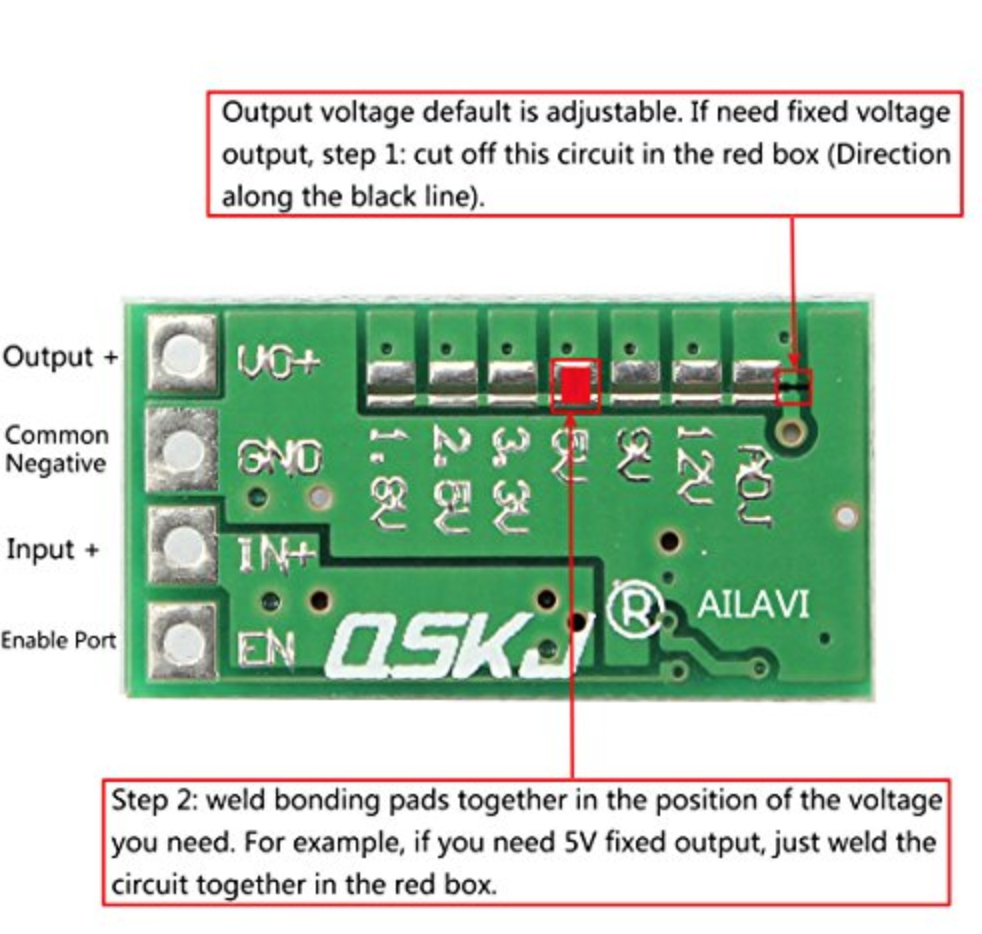 Output voltage default is adjustable. If need fixed voltage
output, step 1: cut off this circuit in the red box (Direction
along the black line).
Output +
VO+
Common
Negative
GND
Input +
IN+
Enable Port
EN
1.8V
2.5V
3.3V
5V
9V
12V
ADJ
QSKJ
®
AILAVI
Step 2: weld bonding pads together in the position of the voltage
you need. For example, if you need 5V fixed output, just weld the
circuit together in the red box.